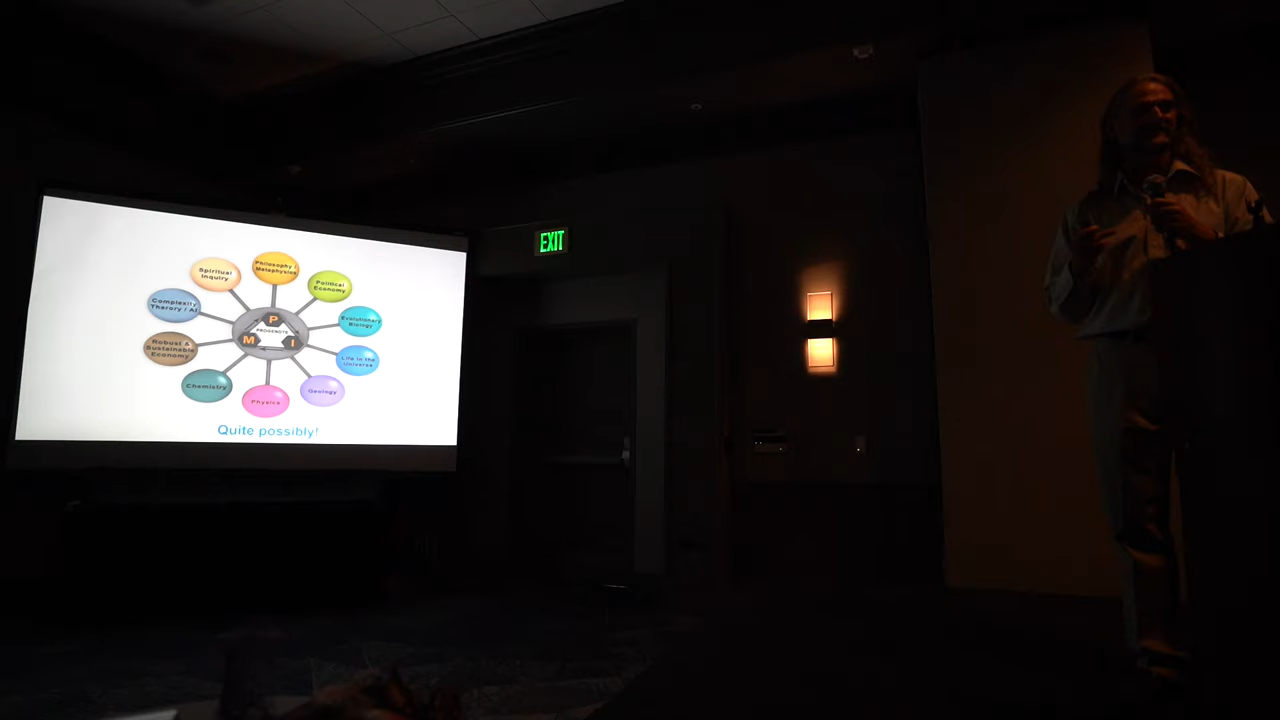 Philosophy /
Metaphysics
Spiritual
Inquiry
Political
Economy
Complexity
Theory / AI
Evolutionary
Biology
P
PROGENOTE
M
I
Robust &
Sustainable
Economy
Life in the
Universe
Chemistry
Geology
Physics
Quite possibly!
EXIT